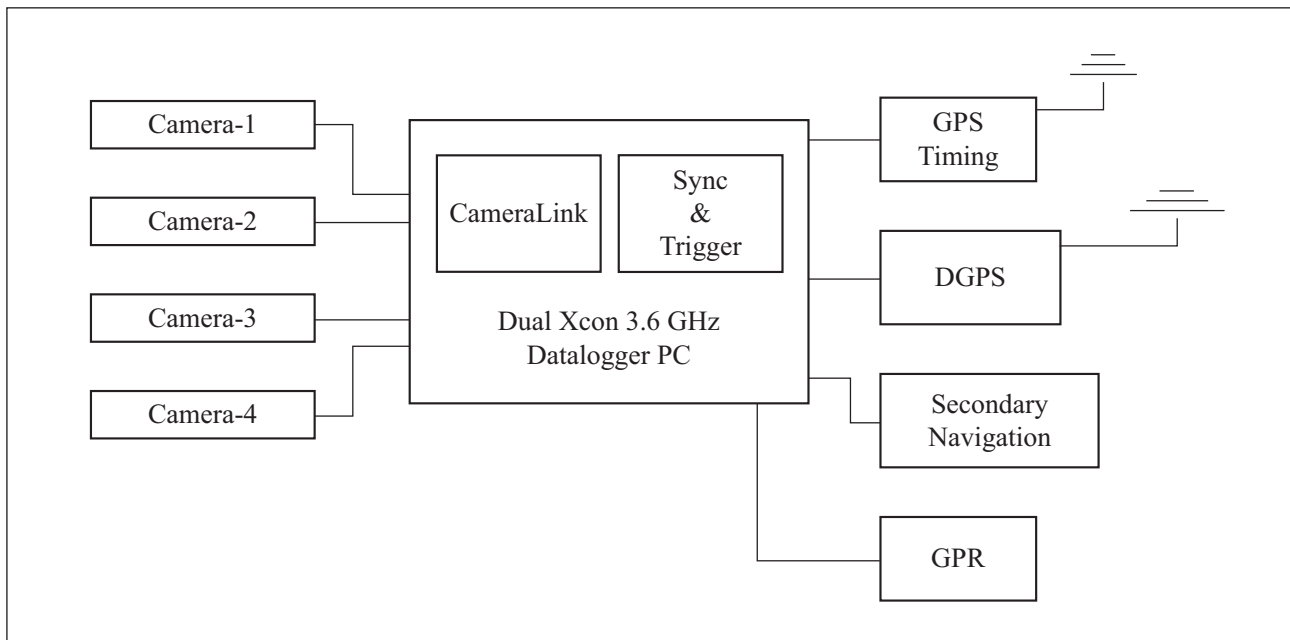 Camera-1
Camera-2
Camera-3
Camera-4
CameraLink
Sync
&
Trigger
Dual Xcon 3.6 GHz
Datalogger PC
GPS
Timing
DGPS
Secondary
Navigation
GPR